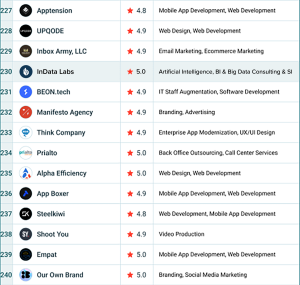 227 Apptension 4.8 Mobile App Development, Web Development
228 UPQODE 4.9 Web Design, Web Development
229 Inbox Army, LLC 4.9 Email Marketing, Ecommerce Marketing
230 InData Labs 5.0 Artificial Intelligence, BI & Big Data Consulting & SI
231 BEON.tech 4.9 IT Staff Augmentation, Software Development
232 Manifesto Agency 4.9 Branding, Advertising
233 Think Company 4.9 Enterprise App Modernization, UX/UI Design
234 Prialto 5.0 Back Office Outsourcing, Call Center Services
235 Alpha Efficiency 5.0 Web Design, Web Development
236 App Boxer 4.9 Mobile App Development, Web Development
237 Steelkiwi 4.8 Web Development, Mobile App Development
238 SY Shoot You 4.9 Video Production
239 Empat 5.0 Mobile App Development, Web Development
240 Our Own Brand 5.0 Branding, Social Media Marketing